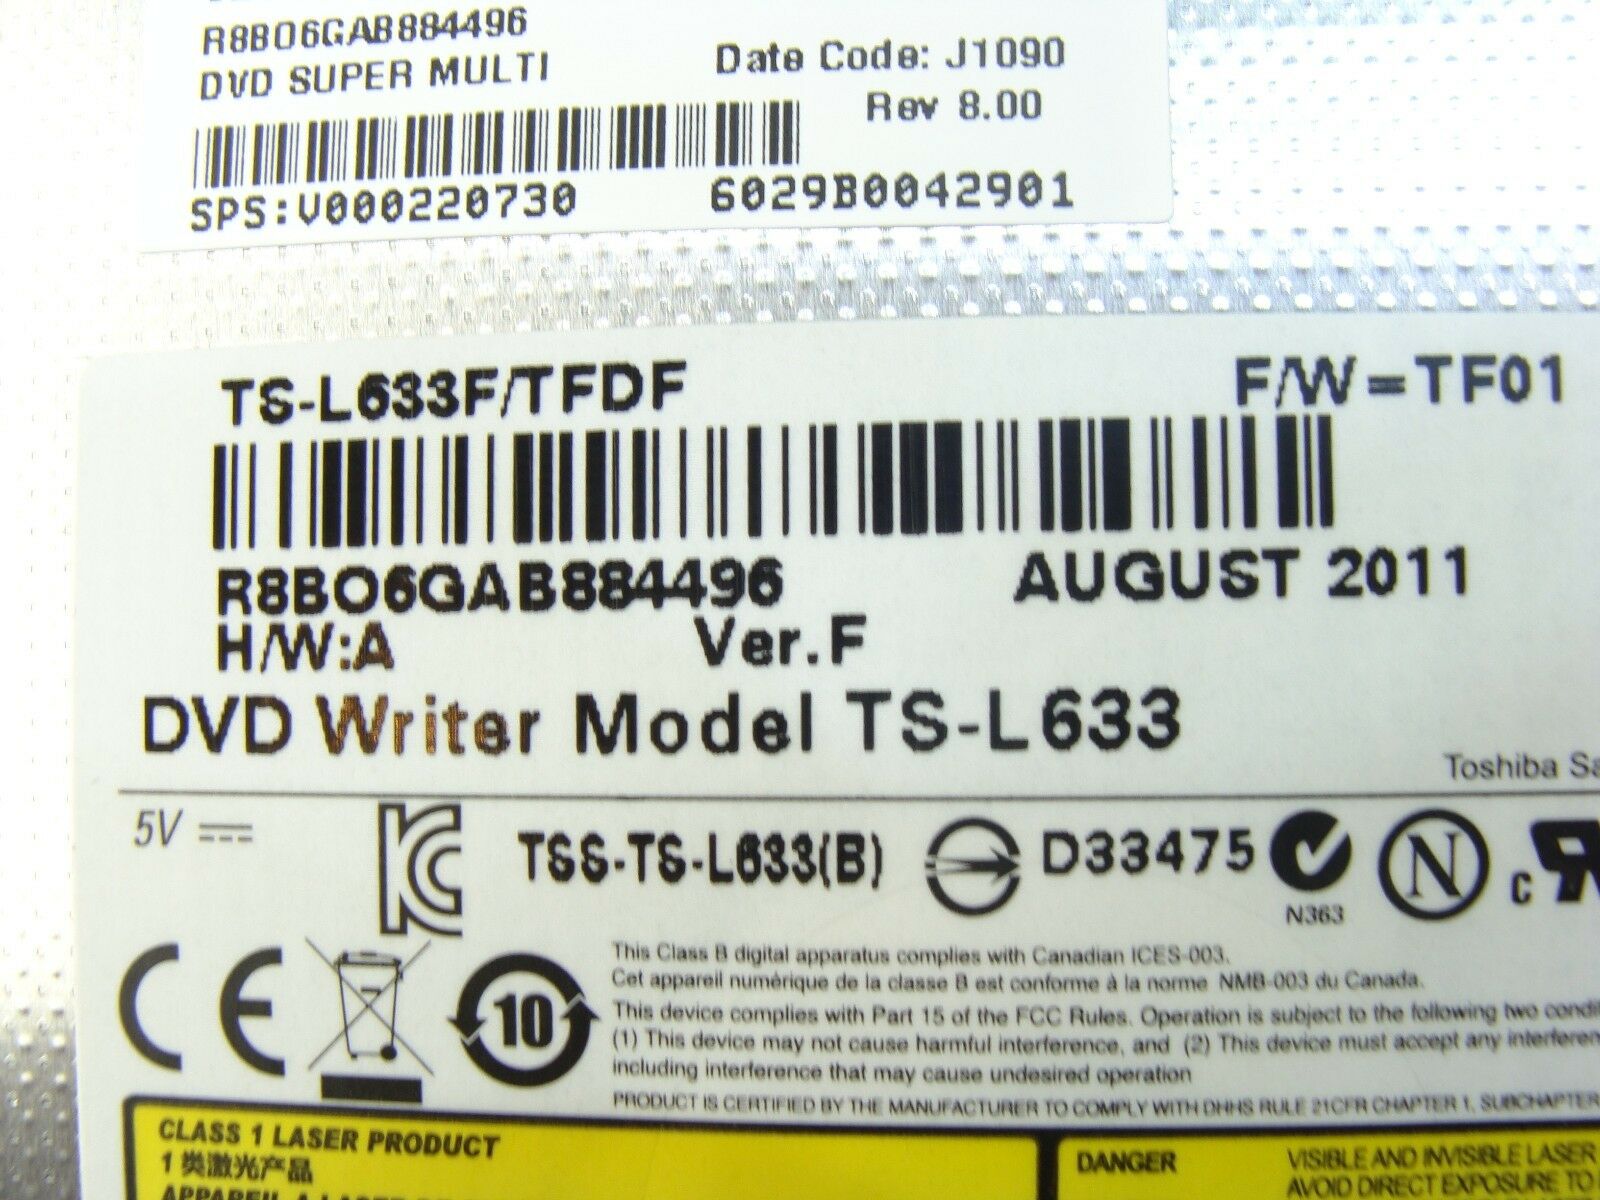 R8BO6GAB884496
DVD SUPER MULTI
Date Code: J1090
Rev 8.00
SPS:V000220730 6029B0042901
TS-L633F/TFDF F/W=TF01
R8BO6GAB884496 AUGUST 2011
H/W:A Ver.F
DVD Writer Model TS-L633
Toshiba
5V
TSS-TS-L633(B)
D33475
N363
N
c
10
This Class B digital apparatus complies with Canadian ICES-003.
Cet appareil numérique de la classe B est conforme à la norme NMB-003 du Canada.
This device complies with Part 15 of the FCC Rules. Operation is subject to the following two
(1) This device may not cause harmful interference, and (2) This device must accept any
including interference that may cause undesired operation
PRODUCT IS CERTIFIED BY THE MANUFACTURER TO COMPLY WITH DHHS RULE 21CFR CHAPTER 1, SUBCHAPTER
CLASS 1 LASER PRODUCT
1 类激光产品
APPAREIL A LASER
DANGER
VISIBLE AND INVISIBLE LASER
AVOID DIRECT EXPOSURE TO